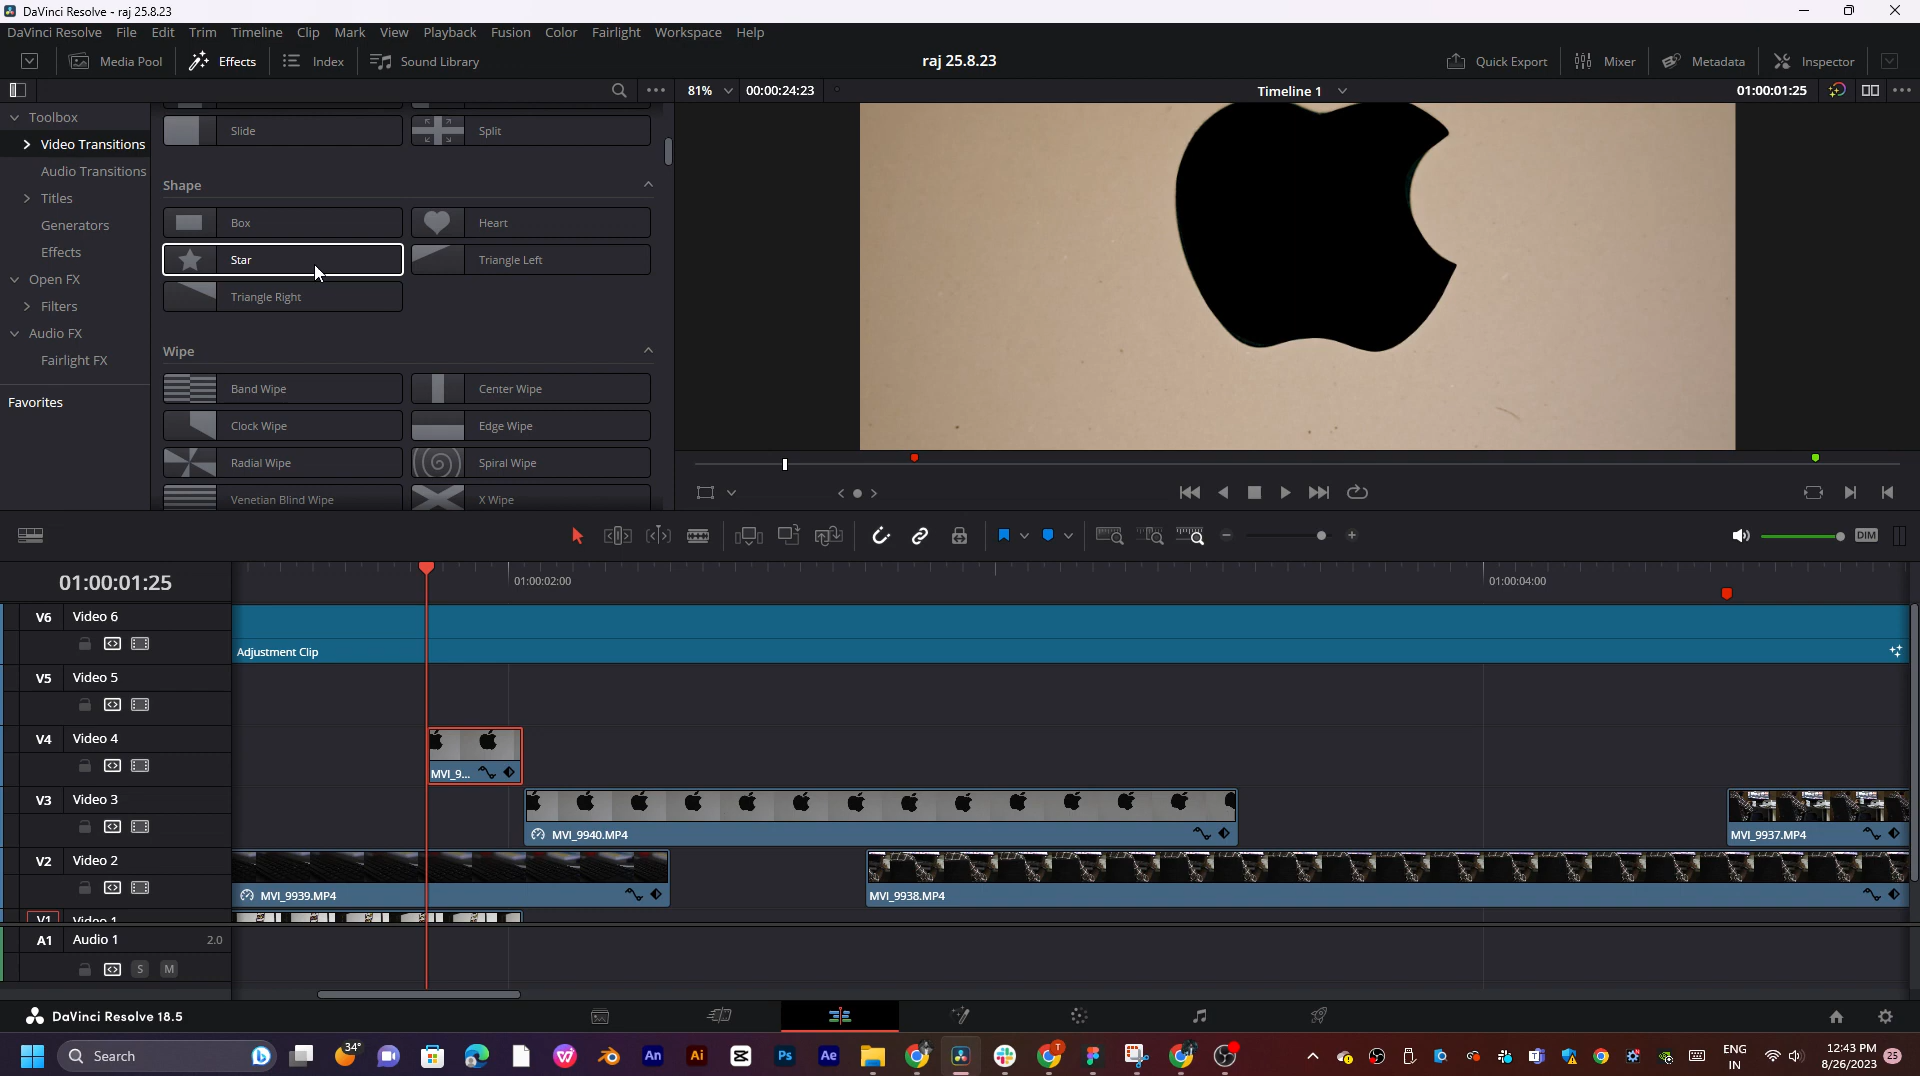 DaVinci Resolve - raj 25.8.23
DaVinci Resolve File Edit Trim Timeline Clip Mark View Playback Fusion Color Fairlight Workspace Help
Media Pool Effects Index Sound Library raj 25.8.23 Quick Export Mixer Metadata Inspector
81% 00:00:24:23 Timeline 1 01:00:01:25
Toolbox
Video Transitions
Audio Transitions
Titles
Generators
Effects
Open FX
Filters
Audio FX
Fairlight FX
Favorites
Slide Split
Shape
Box Heart
Star Triangle Left
Triangle Right
Wipe
Band Wipe Center Wipe
Clock Wipe Edge Wipe
Radial Wipe Spiral Wipe
Venetian Blind Wipe X Wipe
DIM
01:00:01:25 01:00:02:00 01:00:04:00
V6 Video 6
Adjustment Clip
V5 Video 5
V4 Video 4
MVI_9...
V3 Video 3
MVI_9940.MP4 MVI_9937.MP4
V2 Video 2
MVI_9939.MP4 MVI_9938.MP4
V1 Video 1
A1 Audio 1 2.0
S M
DaVinci Resolve 18.5
Search 34° An Ai Ps Ae ENG IN 12:43 PM 8/26/2023 25